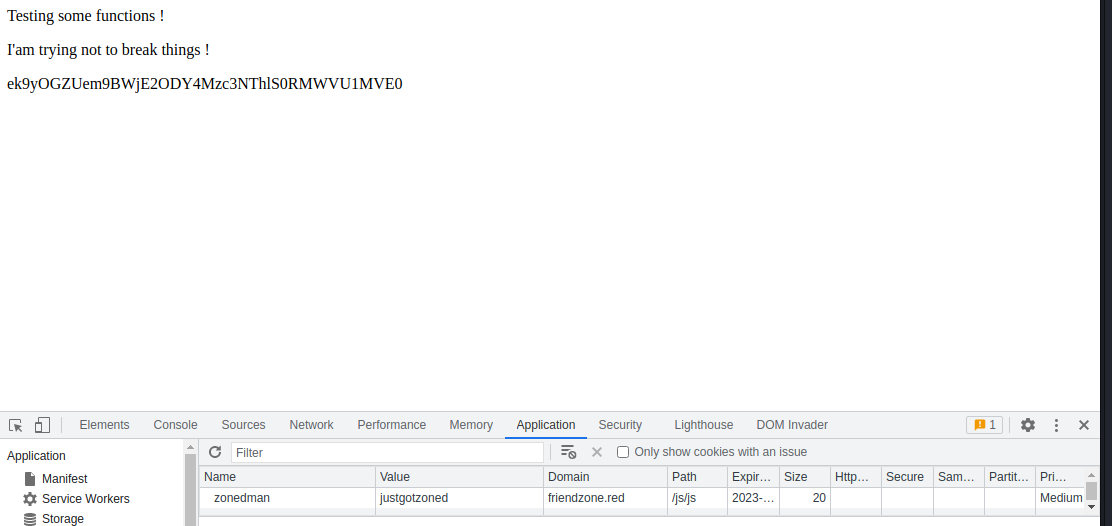 Testing some functions !
I'am trying not to break things !
ek9yOGZUem9BWjE2ODY4Mzc3NThlS0RMWVU1MVE0
Elements Console Sources Network Performance Memory Application Security Lighthouse DOM Invader 1
Application
Filter Only show cookies with an issue
Manifest
Service Workers
Storage
Name Value Domain Path Expir... Size Http... Secure Sam... Partit... Pri...
zonedman justgotzoned friendzone.red /js/js 2023-... 20 Medium